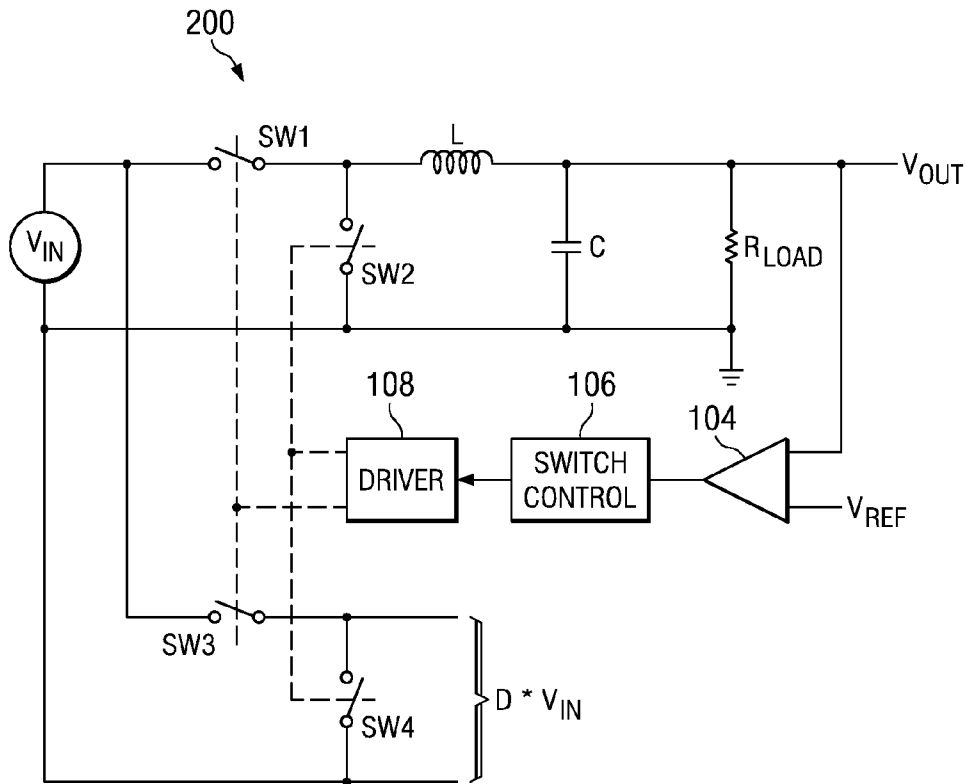 200
SW1
L
V_OUT
V_IN
SW2
C
R_LOAD
108
106
104
DRIVER
SWITCH
CONTROL
V_REF
SW3
SW4
D * V_IN